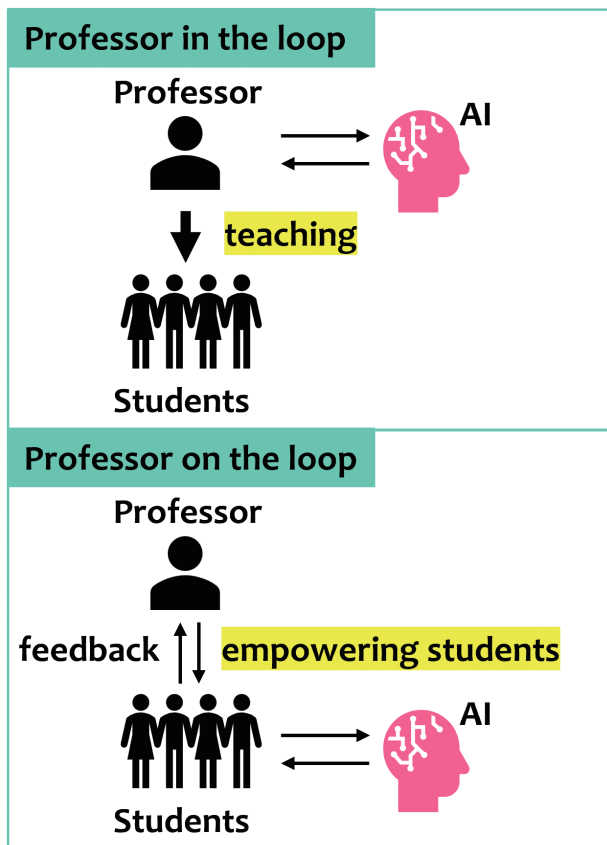 Professor in the loop
Professor
AI
teaching
Students
Professor on the loop
Professor
feedback
empowering students
AI
Students